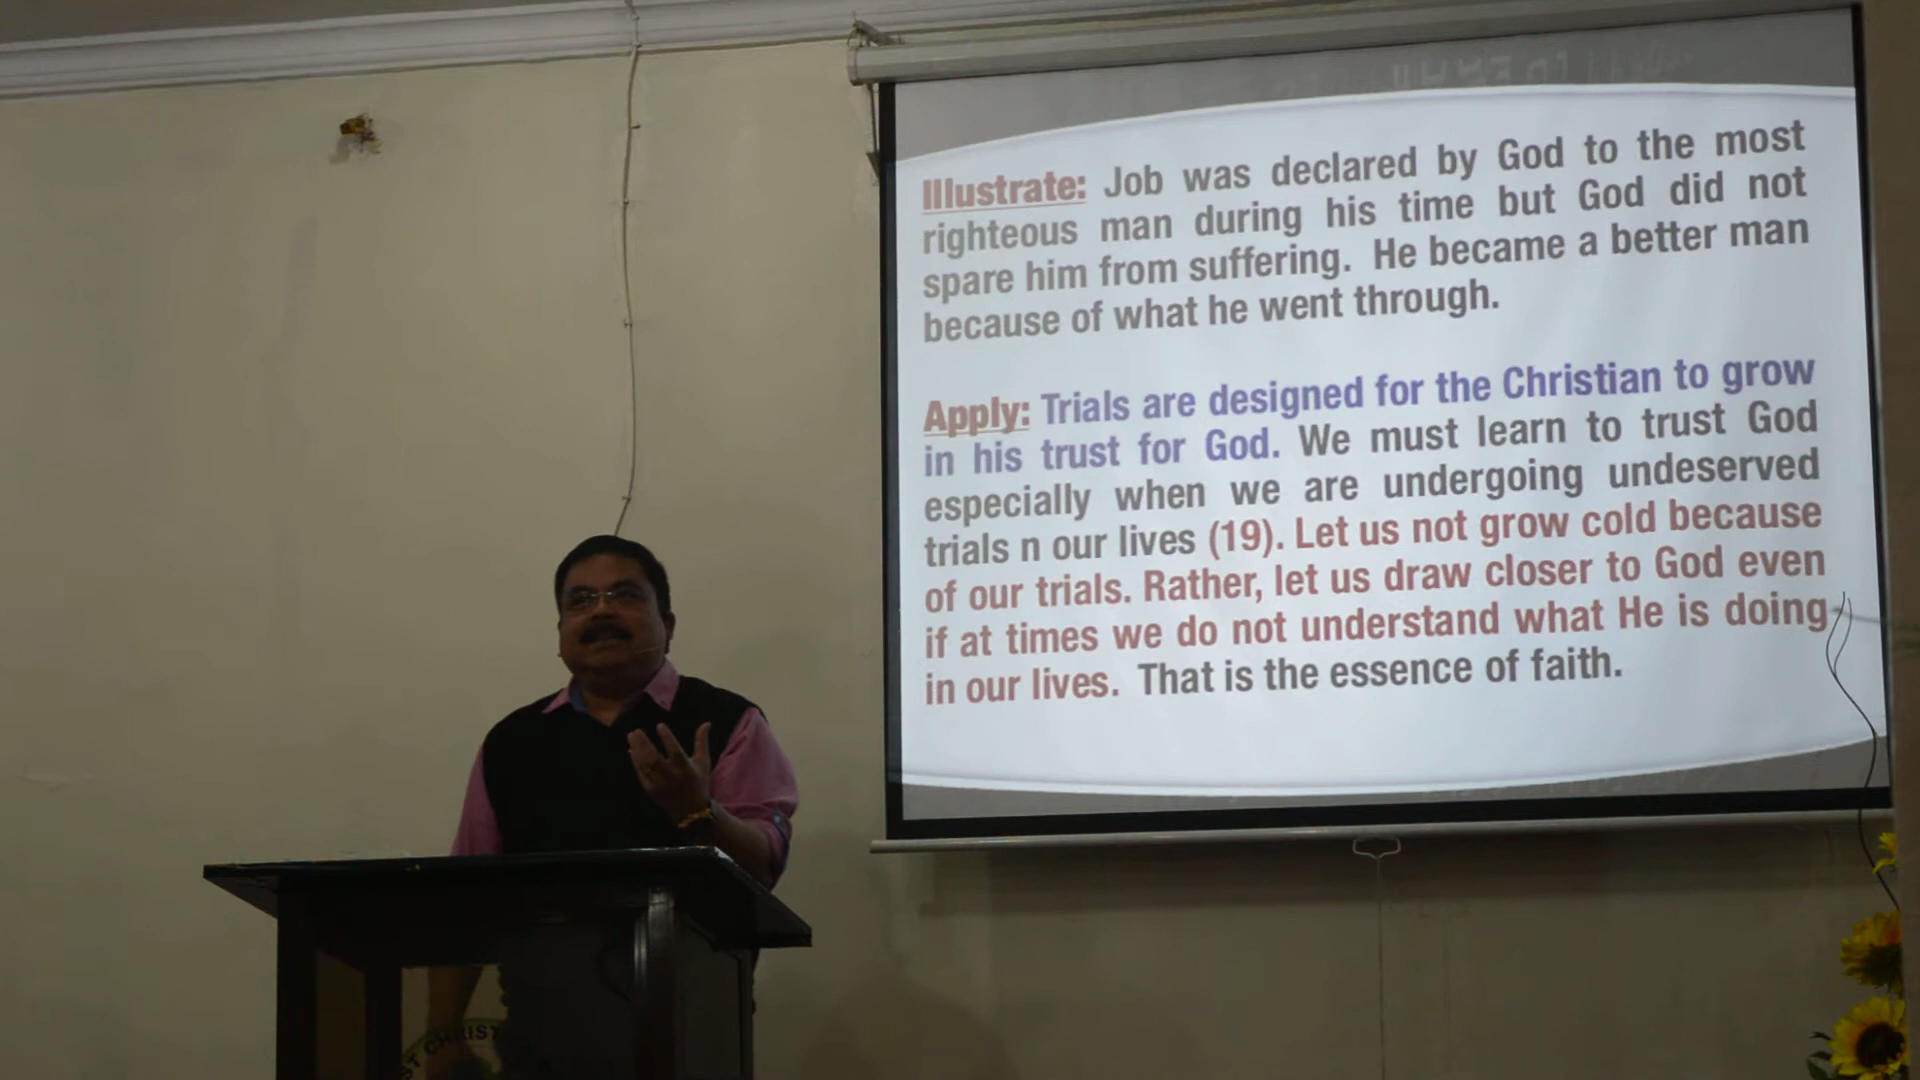 Illustrate: Job was declared by God to the most
righteous man during his time but God did not
spare him from suffering. He became a better man
because of what he went through.
Apply: Trials are designed for the Christian to grow
in his trust for God. We must learn to trust God
especially when we are undergoing undeserved
trials n our lives (19). Let us not grow cold because
of our trials. Rather, let us draw closer to God even
if at times we do not understand what He is doing
in our lives. That is the essence of faith.
CHRIST